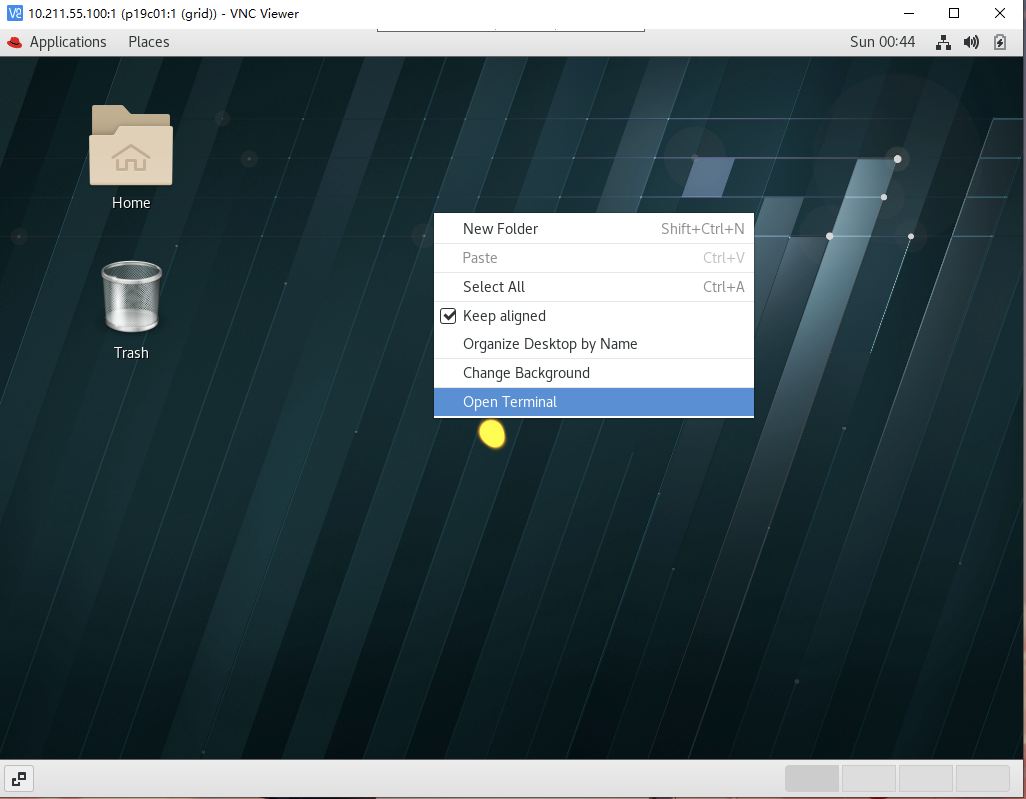 10.211.55.100:1 (p19c01:1 (grid)) - VNC Viewer
Applications Places Sun 00:44
Home
Trash
New Folder Shift+Ctrl+N
Paste Ctrl+V
Select All Ctrl+A
Keep aligned
Organize Desktop by Name
Change Background
Open Terminal